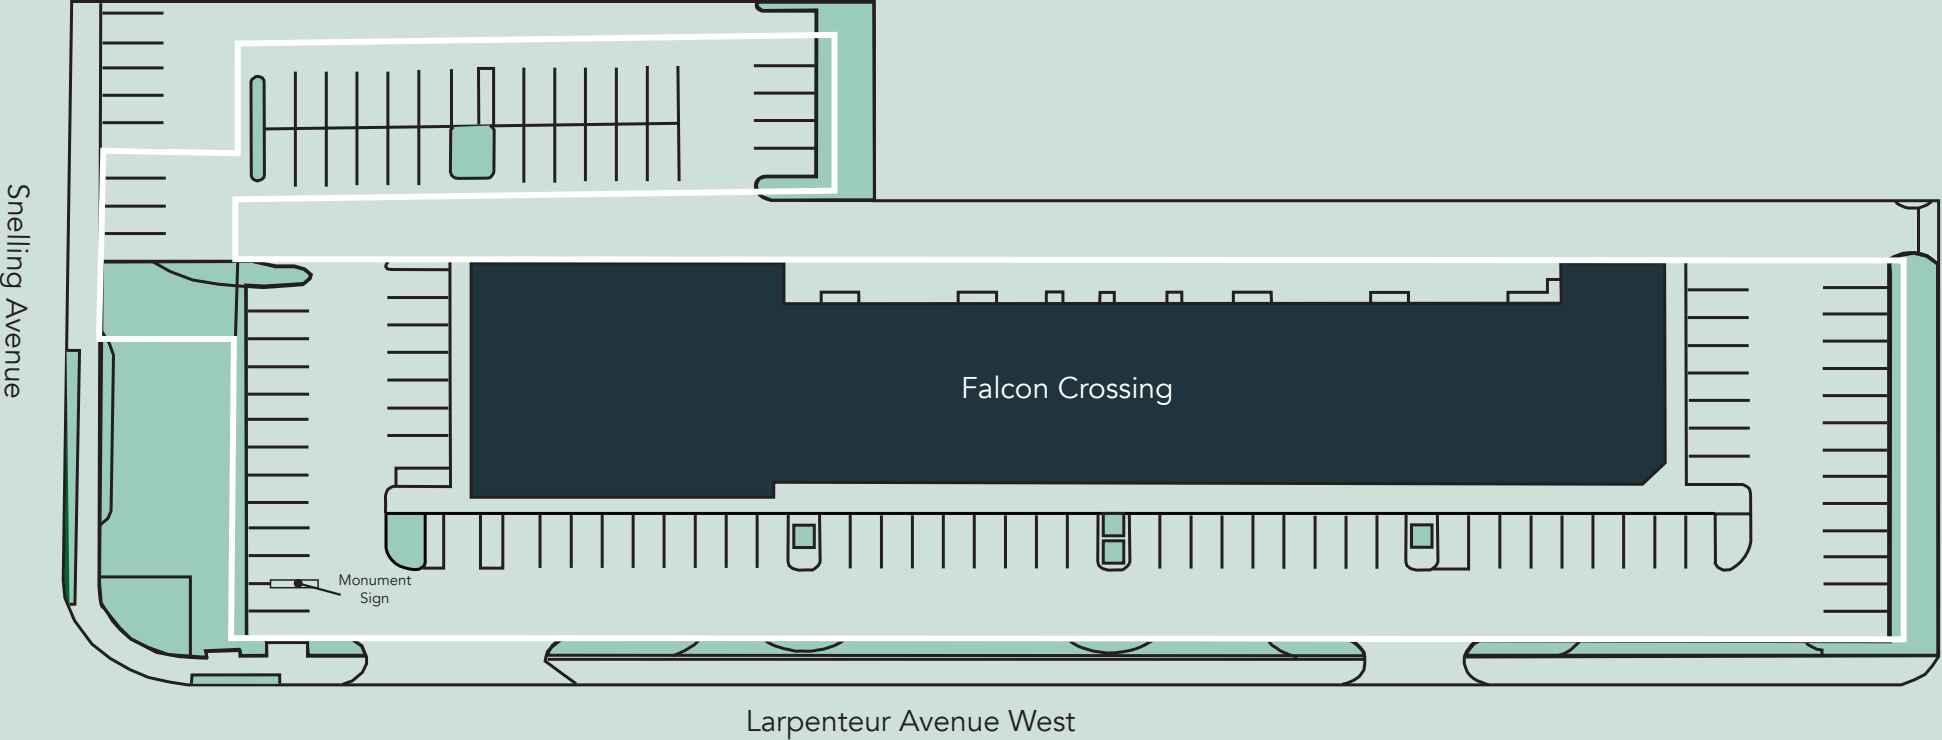 Snelling Avenue
Falcon Crossing
Monument
Sign
Larpenteur Avenue West